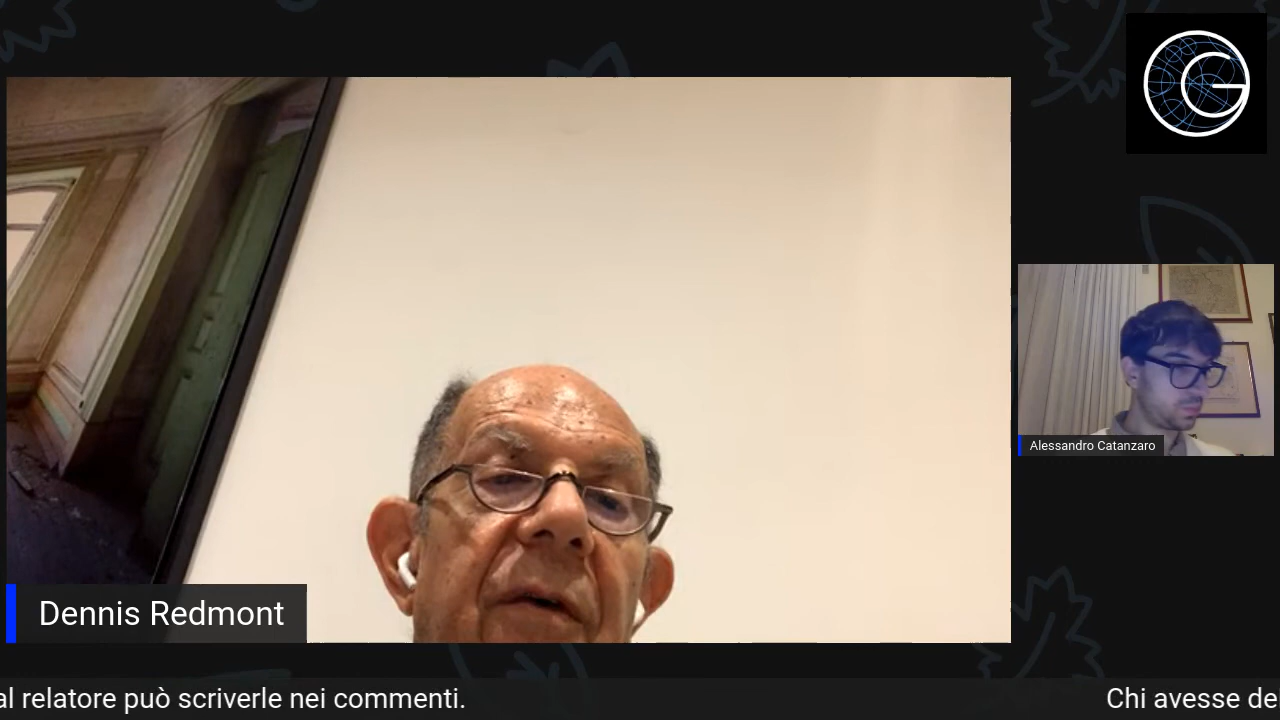 Alessandro Catanzaro
Dennis Redmont
al relatore può scriverle nei commenti. Chi avesse de